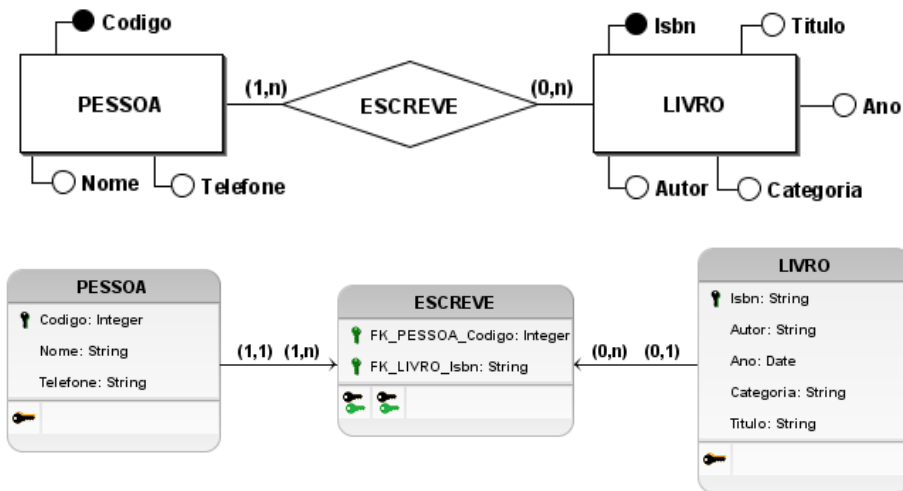 Codigo
Isbn
Titulo
PESSOA
(1,n)
ESCREVE
(0,n)
LIVRO
Ano
Nome
Telefone
Autor
Categoria
PESSOA
Codigo: Integer
Nome: String
Telefone: String
(1,1) (1,n)
ESCREVE
FK_PESSOA_Codigo: Integer
FK_LIVRO_Isbn: String
(0,n) (0,1)
LIVRO
Isbn: String
Autor: String
Ano: Date
Categoria: String
Titulo: String